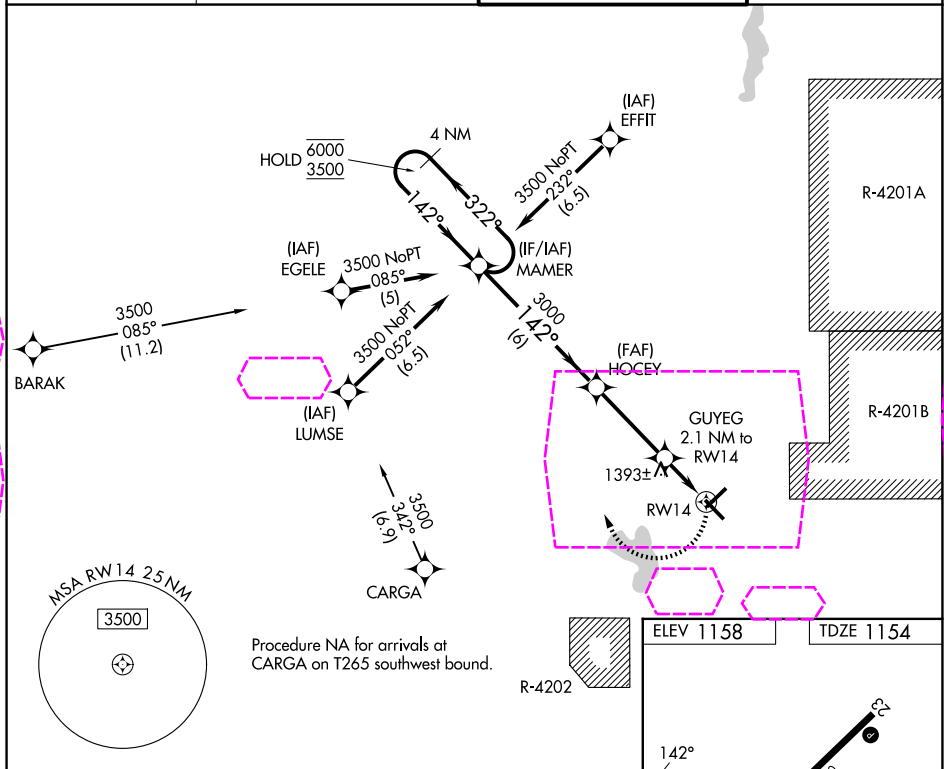 (IAF)
EFFIT
4 NM
HOLD 6000
3500
3500 NoPT
232°
(6.5)
R-4201A
142°
322°
(IF/IAF)
MAMER
(IAF)
EGELE
3500 NoPT
085°
(5)
3500
085°
(11.2)
BARAK
3500 NoPT
052°
(6.5)
(IAF)
LUMSE
3000
142°
(6)
(FAF)
HOCEY
R-4201B
GUYEG
2.1 NM to
RW14
1393±
RW14
3500
342°
(6.9)
CARGA
MSA RW14 25 NM
3500
Procedure NA for arrivals at
CARGA on T265 southwest bound.
R-4202
ELEV 1158
TDZE 1154
142°
23
P